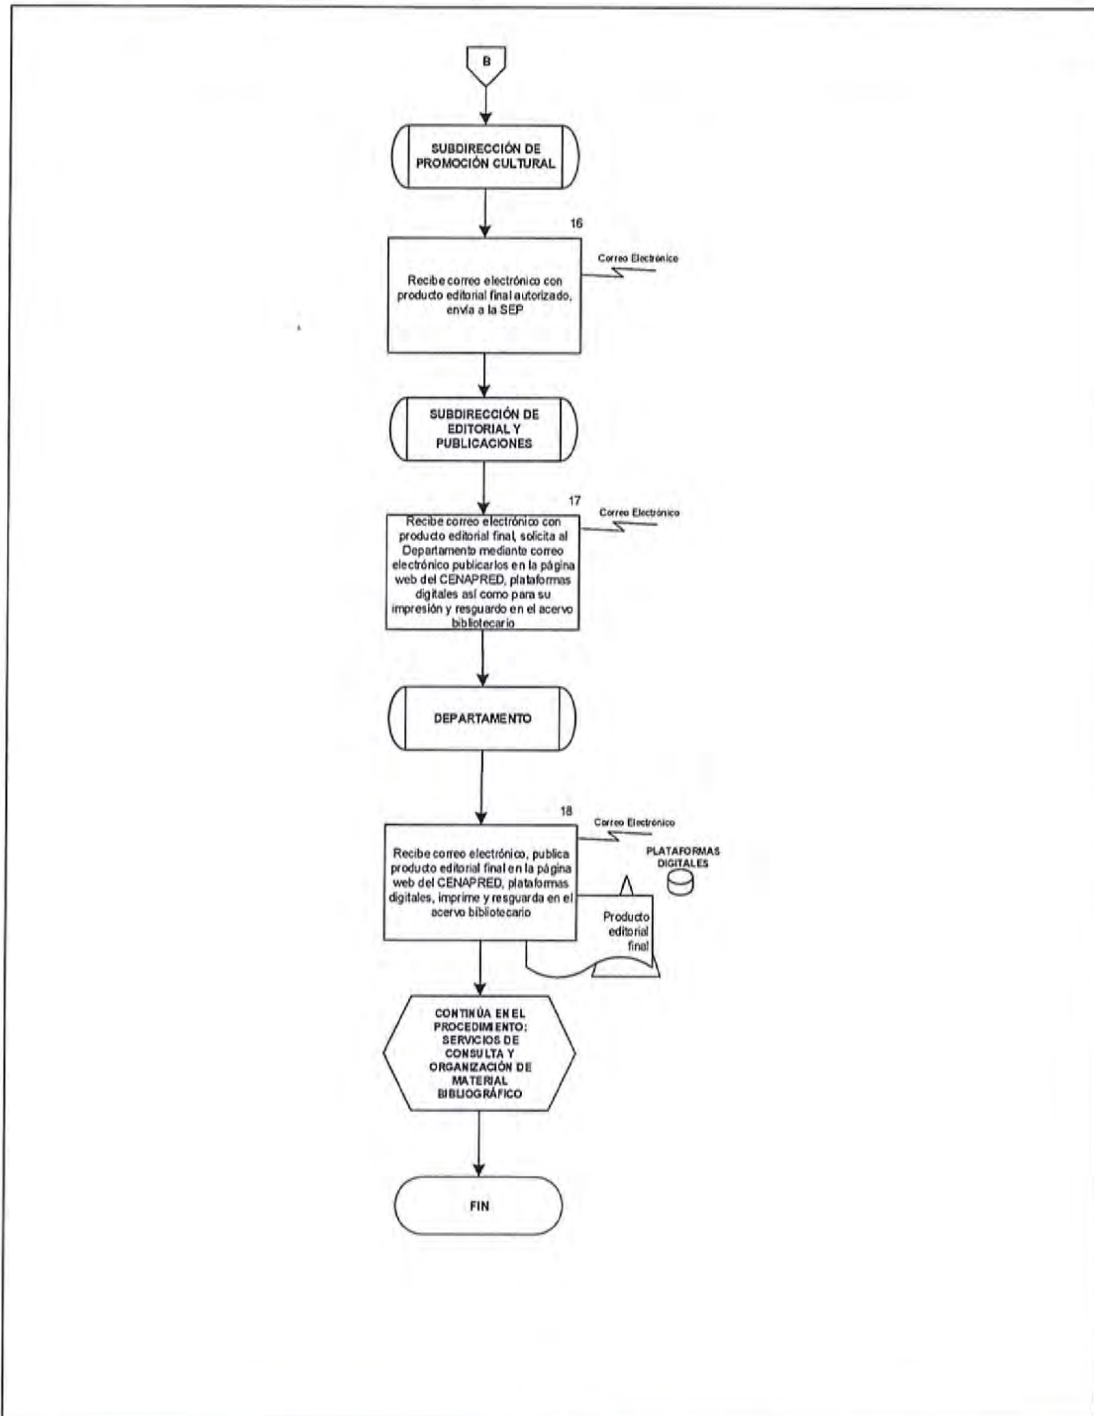 B
SUBDIRECCIÓN DE
PROMOCIÓN CULTURAL
16
Correo Electrónico
Recibe correo electrónico con
producto editorial final autorizado,
envía a la SEP
SUBDIRECCIÓN DE
EDITORIAL Y
PUBLICACIONES
17
Correo Electrónico
Recibe correo electrónico con
producto editorial final, solicita al
Departamento mediante correo
electrónico publicarlos en la página
web del CENAPRED, plataformas
digitales así como para su
impresión y resguardo en el acervo
bibliotecario
DEPARTAMENTO
18
Correo Electrónico
Recibe correo electrónico, publica
producto editorial final en la página
web del CENAPRED, plataformas
digitales, imprime y resguarda en el
acervo bibliotecario
PLATAFORMAS
DIGITALES
Producto
editorial
final
CONTINÚA EN EL
PROCEDIMIENTO:
SERVICIOS DE
CONSULTA Y
ORGANIZACIÓN DE
MATERIAL
BIBLIOGRÁFICO
FIN